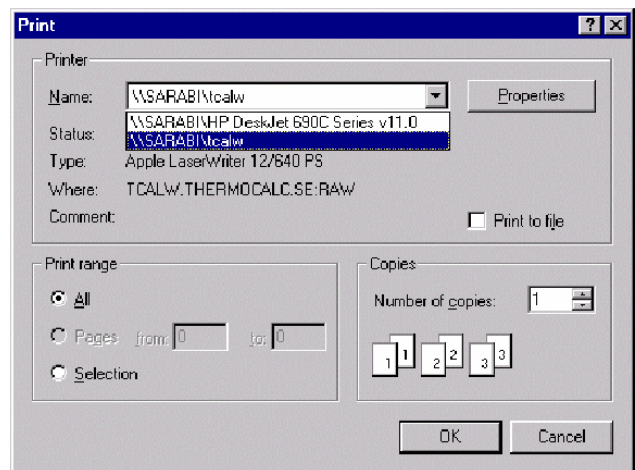 Print
Printer
Name: \\SARABI\tcalw Properties
\\SARABI\HP DeskJet 690C Series v11.0
Status: \\SARABI\tcalw
Type: Apple LaserWriter 12/640 PS
Where: TCALW.THERMOCALC.SE:RAW
Comment: Print to file
Print range
All
Pages from: 0 to: 0
Selection
Copies
Number of copies: 1
1 1 2 2 3 3
OK Cancel